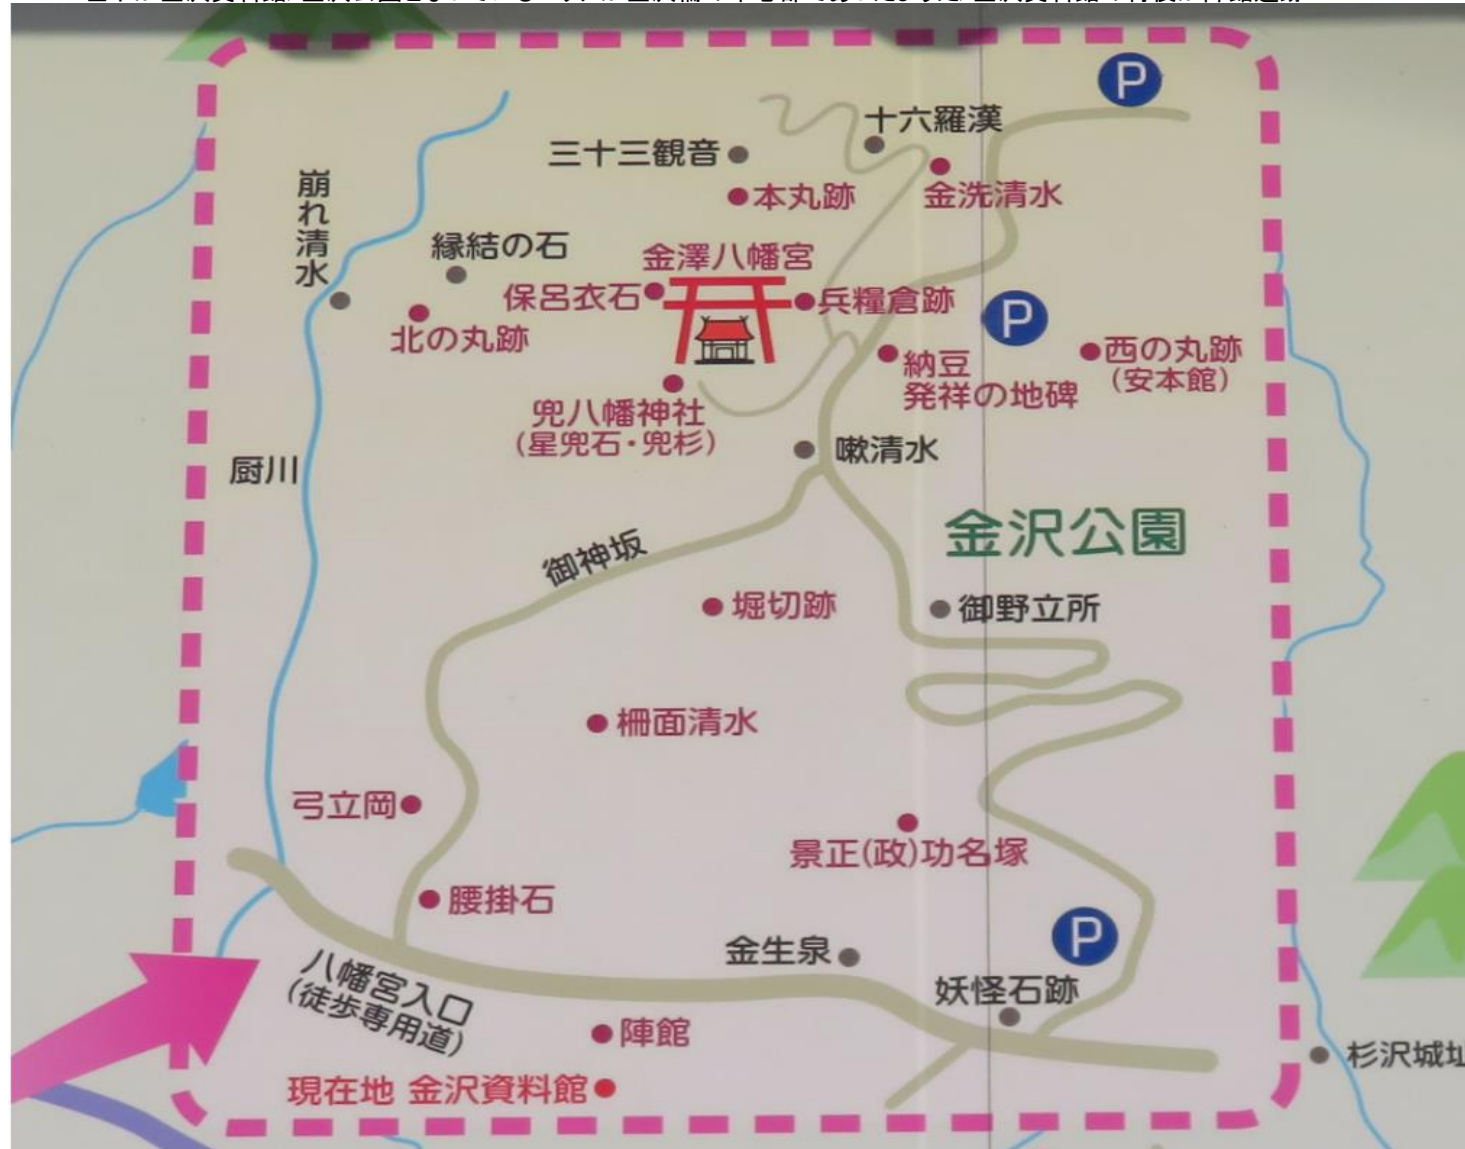 P
十六羅漢
三十三観音
本丸跡
金洗清水
崩れ清水
縁結の石
金澤八幡宮
保呂衣石
兵糧倉跡
P
北の丸跡
納豆
発祥の地碑
西の丸跡
(安本館)
兜八幡神社
(星兜石・兜杉)
嗽清水
厨川
金沢公園
御神坂
堀切跡
御野立所
柵面清水
弓立岡
景正(政)功名塚
腰掛石
P
金生泉
八幡宮入口
(徒歩専用道)
妖怪石跡
陣館
杉沢城址
現在地 金沢資料館